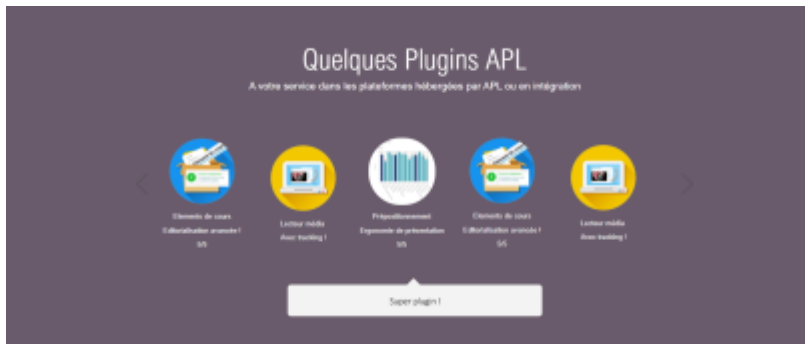 Quelques Plugins APL
A votre service dans les plateformes hébergées par APL ou en intégration
Elements de cours
Editorialisation avancée !
5/5
Lecteur média
Avec tracking !
Prépositionnement
Ergonomie de présentation
5/5
Elements de cours
Editorialisation avancée !
5/5
Lecteur média
Avec tracking !
Super plugin !